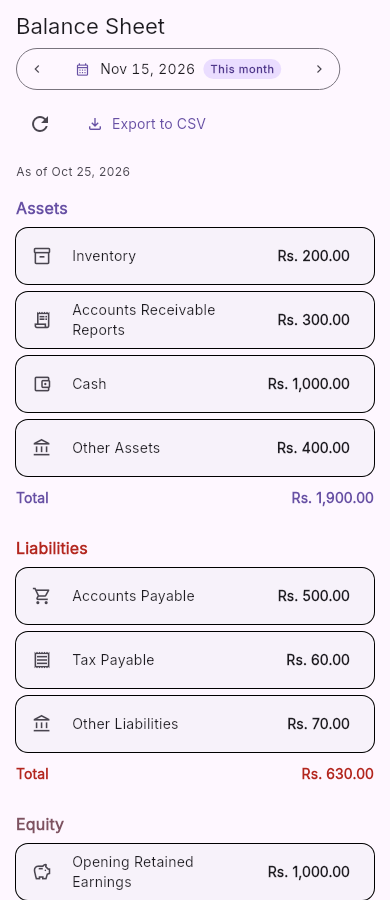 Balance Sheet
Nov 15, 2026 This month
Export to CSV
As of Oct 25, 2026
Assets
Inventory Rs. 200.00
Accounts Receivable
Reports Rs. 300.00
Cash Rs. 1,000.00
Other Assets Rs. 400.00
Total Rs. 1,900.00
Liabilities
Accounts Payable Rs. 500.00
Tax Payable Rs. 60.00
Other Liabilities Rs. 70.00
Total Rs. 630.00
Equity
Opening Retained
Earnings Rs. 1,000.00